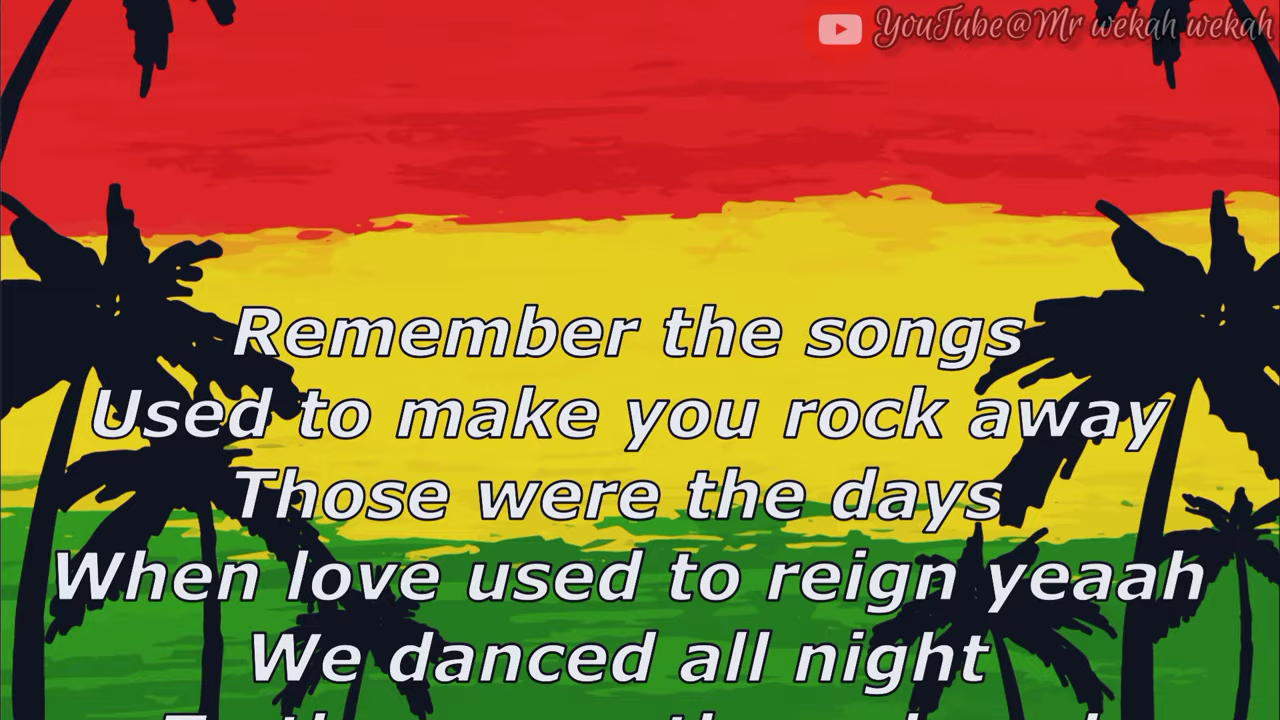 YouTube@Mr wekah wekah
Remember the songs
Used to make you rock away
Those were the days
When love used to reign yeaah
We danced all night